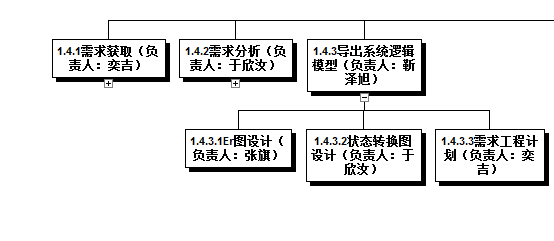 1.4.1需求获取（负
责人：奕吉）
1.4.2需求分析（负
责人：于欣汝）
1.4.3导出系统逻辑
模型（负责人：靳
泽旭）
1.4.3.1Er图设计（
负责人：张旗）
1.4.3.2状态转换图
设计（负责人：于
欣汝）
1.4.3.3需求工程计
划（负责人：奕
吉）